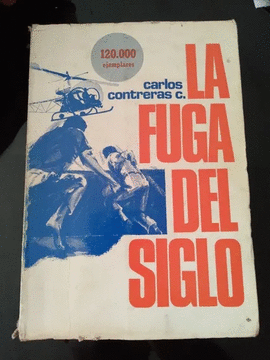 120.000
ejemplares
carlos
contreras c.
LA
FUGA
DEL
SIGLO